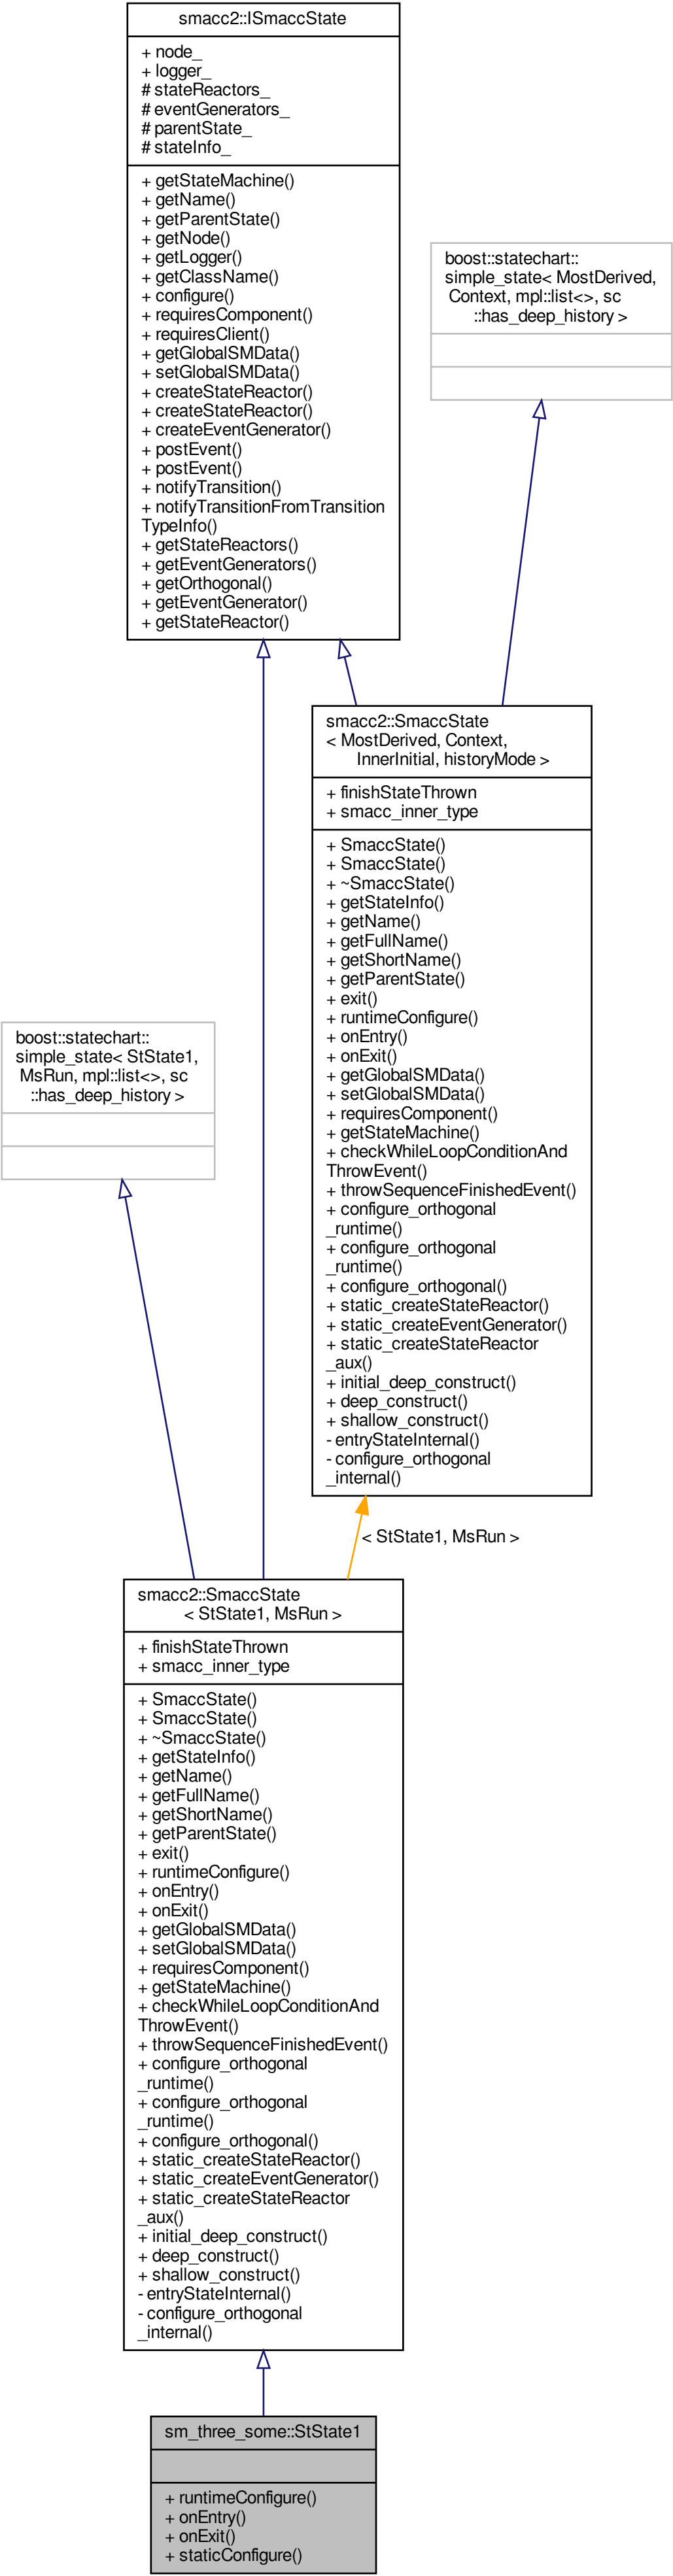 smacc2::ISmaccState
+ node_
+ logger_
# stateReactors_
# eventGenerators_
# parentState_
# stateInfo_
+ getStateMachine()
+ getName()
+ getParentState()
+ getNode()
+ getLogger()
+ getClassName()
+ configure()
+ requiresComponent()
+ requiresClient()
+ getGlobalSMData()
+ setGlobalSMData()
+ createStateReactor()
+ createStateReactor()
+ createEventGenerator()
+ postEvent()
+ postEvent()
+ notifyTransition()
+ notifyTransitionFromTransition
TypeInfo()
+ getStateReactors()
+ getEventGenerators()
+ getOrthogonal()
+ getEventGenerator()
+ getStateReactor()
boost::statechart::
simple_state< MostDerived,
Context, mpl::list<>, sc
::has_deep_history >
smacc2::SmaccState
< MostDerived, Context,
InnerInitial, historyMode >
+ finishStateThrown
+ smacc_inner_type
+ SmaccState()
+ SmaccState()
+ ~SmaccState()
+ getStateInfo()
+ getName()
+ getFullName()
+ getShortName()
+ getParentState()
+ exit()
+ runtimeConfigure()
+ onEntry()
+ onExit()
+ getGlobalSMData()
+ setGlobalSMData()
+ requiresComponent()
+ getStateMachine()
+ checkWhileLoopConditionAnd
ThrowEvent()
+ throwSequenceFinishedEvent()
+ configure_orthogonal
_runtime()
+ configure_orthogonal
_runtime()
+ configure_orthogonal()
+ static_createStateReactor()
+ static_createEventGenerator()
+ static_createStateReactor
_aux()
+ initial_deep_construct()
+ deep_construct()
+ shallow_construct()
- entryStateInternal()
- configure_orthogonal
_internal()
boost::statechart::
simple_state< StState1,
MsRun, mpl::list<>, sc
::has_deep_history >
< StState1, MsRun >
smacc2::SmaccState
< StState1, MsRun >
+ finishStateThrown
+ smacc_inner_type
+ SmaccState()
+ SmaccState()
+ ~SmaccState()
+ getStateInfo()
+ getName()
+ getFullName()
+ getShortName()
+ getParentState()
+ exit()
+ runtimeConfigure()
+ onEntry()
+ onExit()
+ getGlobalSMData()
+ setGlobalSMData()
+ requiresComponent()
+ getStateMachine()
+ checkWhileLoopConditionAnd
ThrowEvent()
+ throwSequenceFinishedEvent()
+ configure_orthogonal
_runtime()
+ configure_orthogonal
_runtime()
+ configure_orthogonal()
+ static_createStateReactor()
+ static_createEventGenerator()
+ static_createStateReactor
_aux()
+ initial_deep_construct()
+ deep_construct()
+ shallow_construct()
- entryStateInternal()
- configure_orthogonal
_internal()
sm_three_some::StState1
+ runtimeConfigure()
+ onEntry()
+ onExit()
+ staticConfigure()